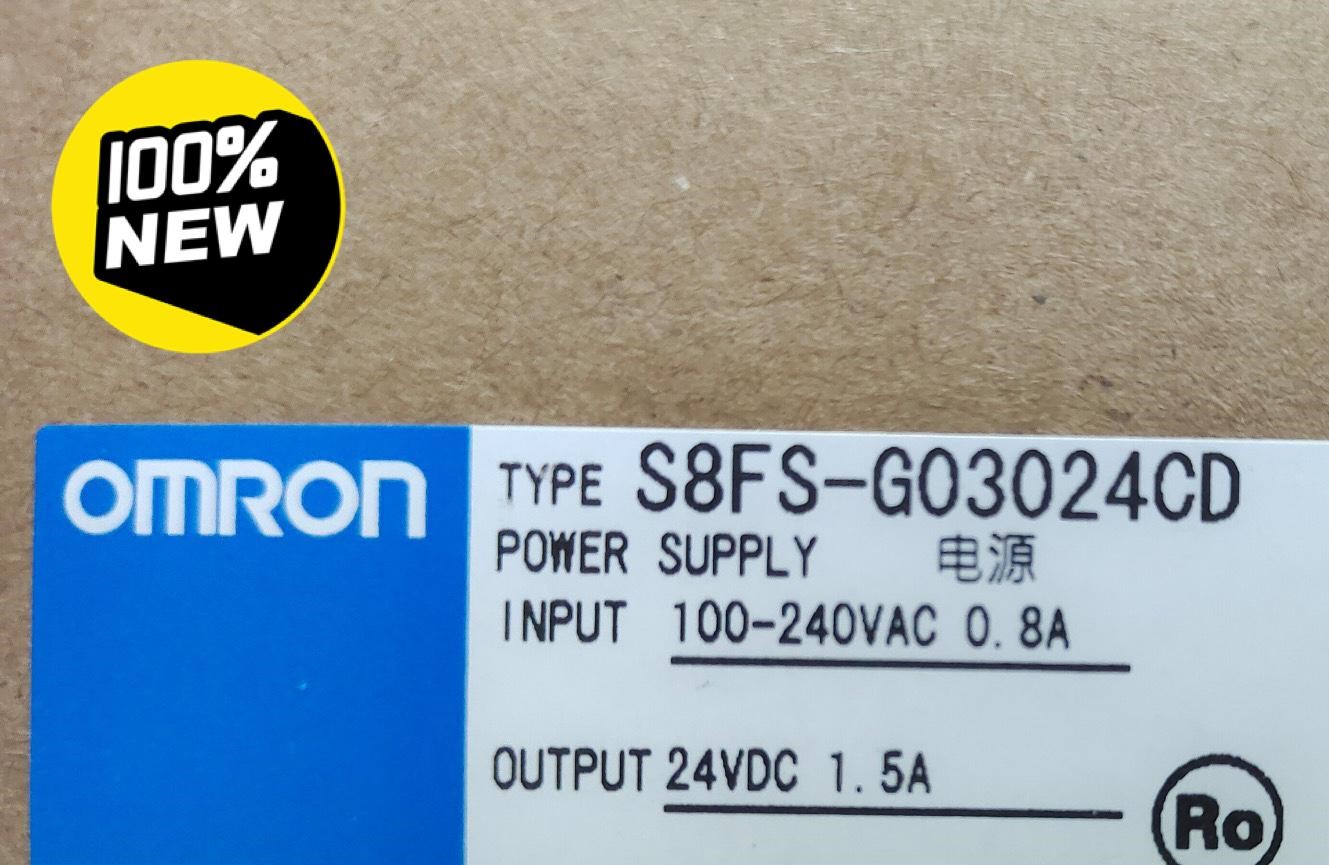 100%
NEW
OMRON
TYPE S8FS-G03024CD
POWER SUPPLY 电源
INPUT 100-240VAC 0.8A
OUTPUT 24VDC 1.5A
Ro